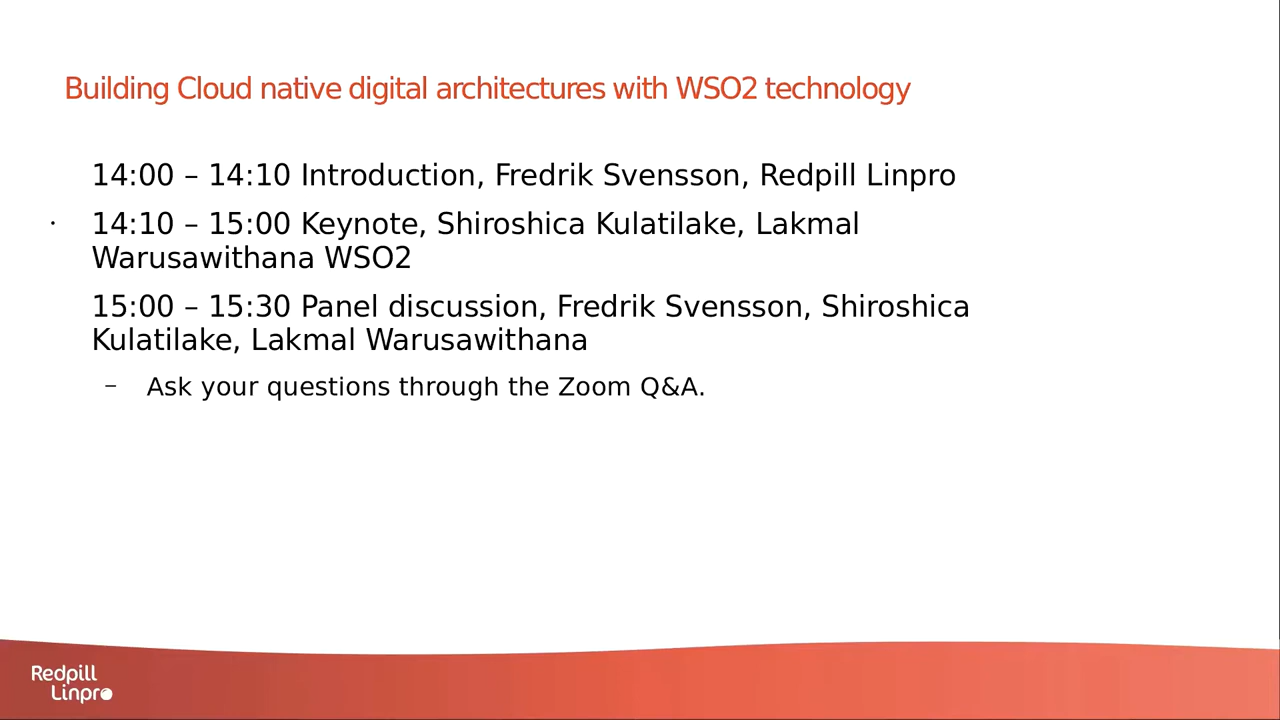 Building Cloud native digital architectures with WSO2 technology
14:00 – 14:10 Introduction, Fredrik Svensson, Redpill Linpro
· 14:10 – 15:00 Keynote, Shiroshica Kulatilake, Lakmal
Warusawithana WSO2
15:00 – 15:30 Panel discussion, Fredrik Svensson, Shiroshica
Kulatilake, Lakmal Warusawithana
– Ask your questions through the Zoom Q&A.
Redpill
Linpro